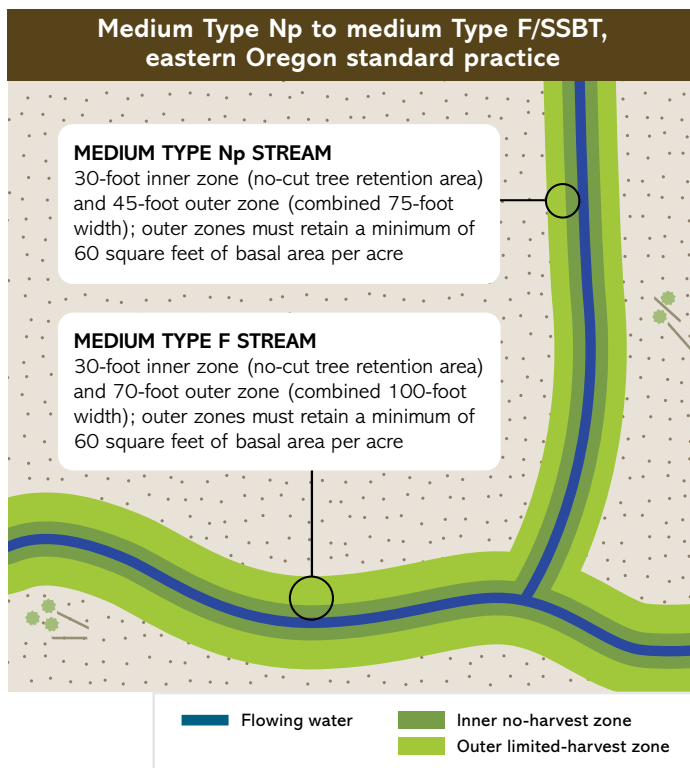 Medium Type Np to medium Type F/SSBT,
eastern Oregon standard practice
MEDIUM TYPE Np STREAM
30-foot inner zone (no-cut tree retention area)
and 45-foot outer zone (combined 75-foot
width); outer zones must retain a minimum of
60 square feet of basal area per acre
MEDIUM TYPE F STREAM
30-foot inner zone (no-cut tree retention area)
and 70-foot outer zone (combined 100-foot
width); outer zones must retain a minimum of
60 square feet of basal area per acre
Flowing water
Inner no-harvest zone
Outer limited-harvest zone